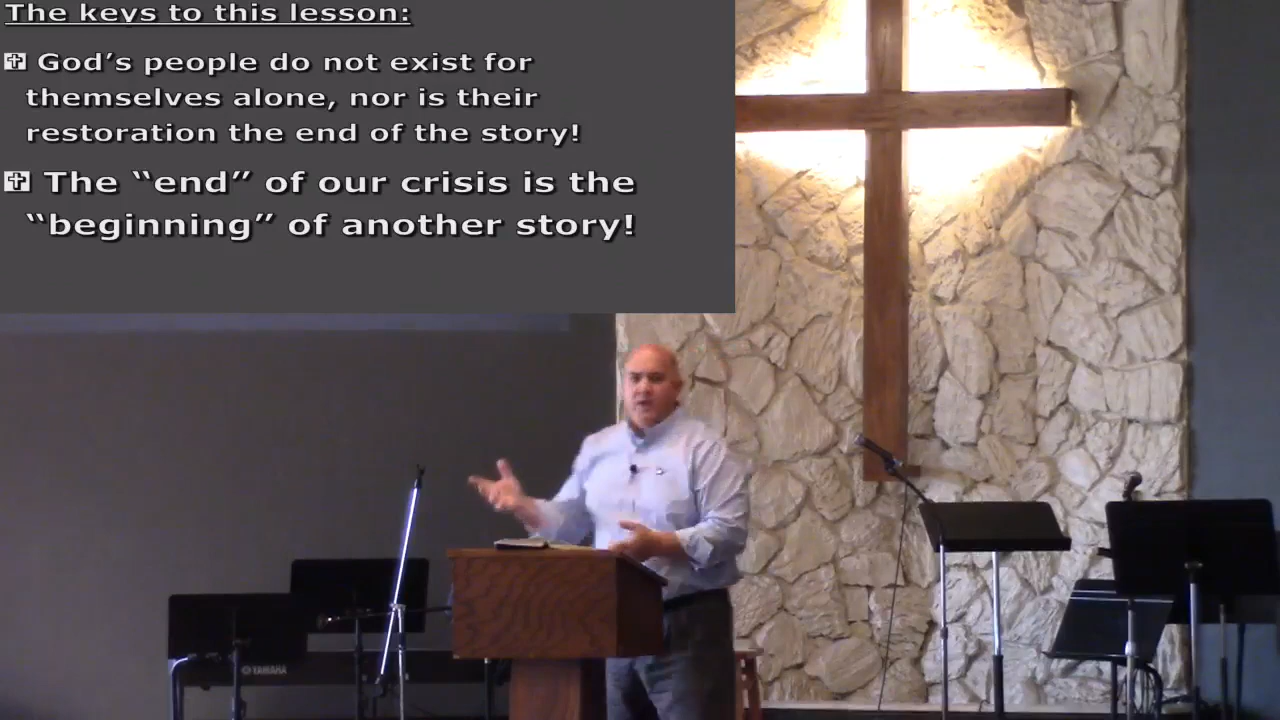 The keys to this lesson:
God’s people do not exist for
themselves alone, nor is their
restoration the end of the story!
The “end” of our crisis is the
“beginning” of another story!
YAMAHA